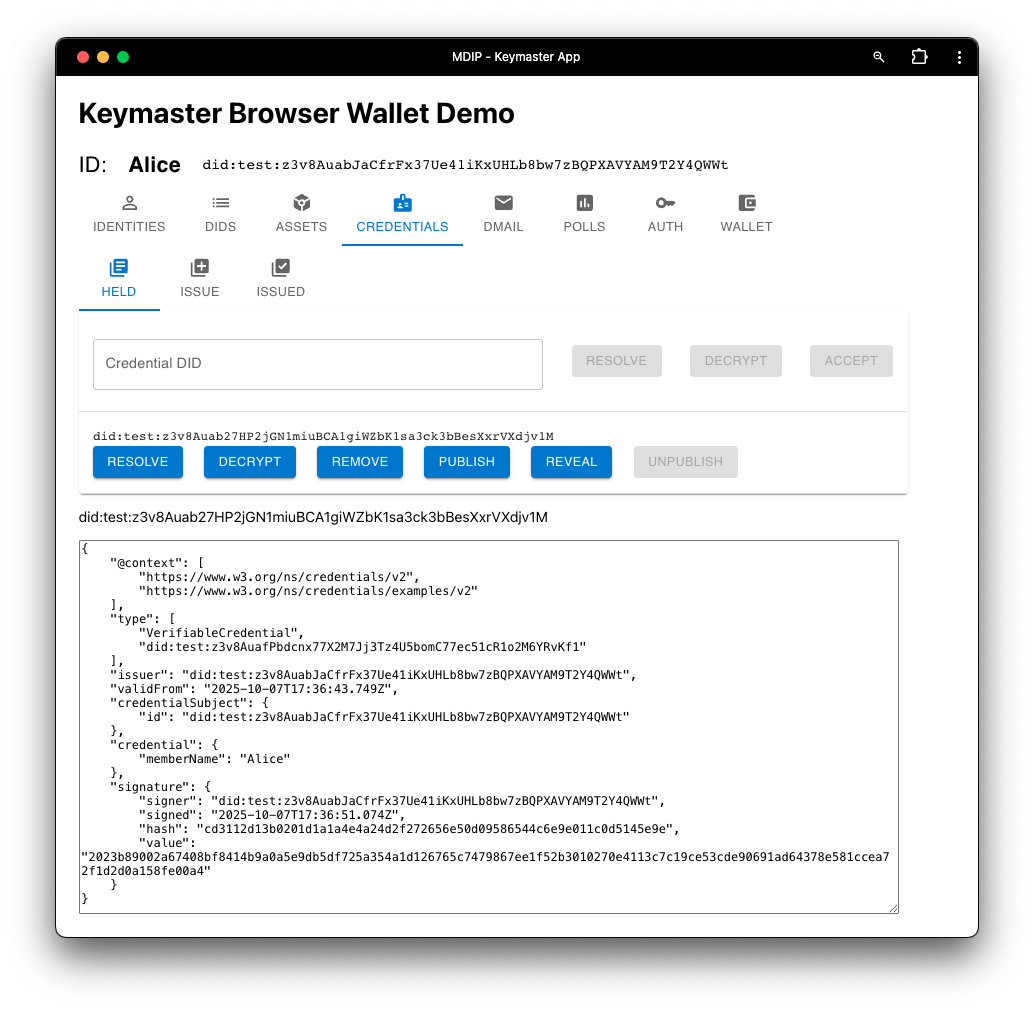 MDIP - Keymaster App
Keymaster Browser Wallet Demo
ID: Alice did:test:z3v8AuabJaCfrFx37Ue41iKxUHLb8bw7zBQPXAVYAM9T2Y4QWWt
IDENTITIES DIDS ASSETS CREDENTIALS DMAIL POLLS AUTH WALLET
HELD ISSUE ISSUED
Credential DID RESOLVE DECRYPT ACCEPT
did:test:z3v8Auab27HP2jGN1miuBCA1giWZbK1sa3ck3bBesXxrVXdjv1M
RESOLVE DECRYPT REMOVE PUBLISH REVEAL UNPUBLISH
did:test:z3v8Auab27HP2jGN1miuBCA1giWZbK1sa3ck3bBesXxrVXdjv1M
{
    "@context": [
        "https://www.w3.org/ns/credentials/v2",
        "https://www.w3.org/ns/credentials/examples/v2"
    ],
    "type": [
        "VerifiableCredential",
        "did:test:z3v8AuafPbdcnx77X2M7Jj3Tz4U5bomC77ec51cR1o2M6YRvKf1"
    ],
    "issuer": "did:test:z3v8AuabJaCfrFx37Ue41iKxUHLb8bw7zBQPXAVYAM9T2Y4QWWt",
    "validFrom": "2025-10-07T17:36:43.749Z",
    "credentialSubject": {
        "id": "did:test:z3v8AuabJaCfrFx37Ue41iKxUHLb8bw7zBQPXAVYAM9T2Y4QWWt"
    },
    "credential": {
        "memberName": "Alice"
    },
    "signature": {
        "signer": "did:test:z3v8AuabJaCfrFx37Ue41iKxUHLb8bw7zBQPXAVYAM9T2Y4QWWt",
        "signed": "2025-10-07T17:36:51.074Z",
        "hash": "cd3112d13b0201d1a1a4e4a24d2f272656e50d09586544c6e9e011c0d5145e9e",
        "value":
"2023b89002a67408bf8414b9a0a5e9db5df725a354a1d126765c7479867ee1f52b3010270e4113c7c19ce53cde90691ad64378e581ccea7
2f1d2d0a158fe00a4"
    }
}